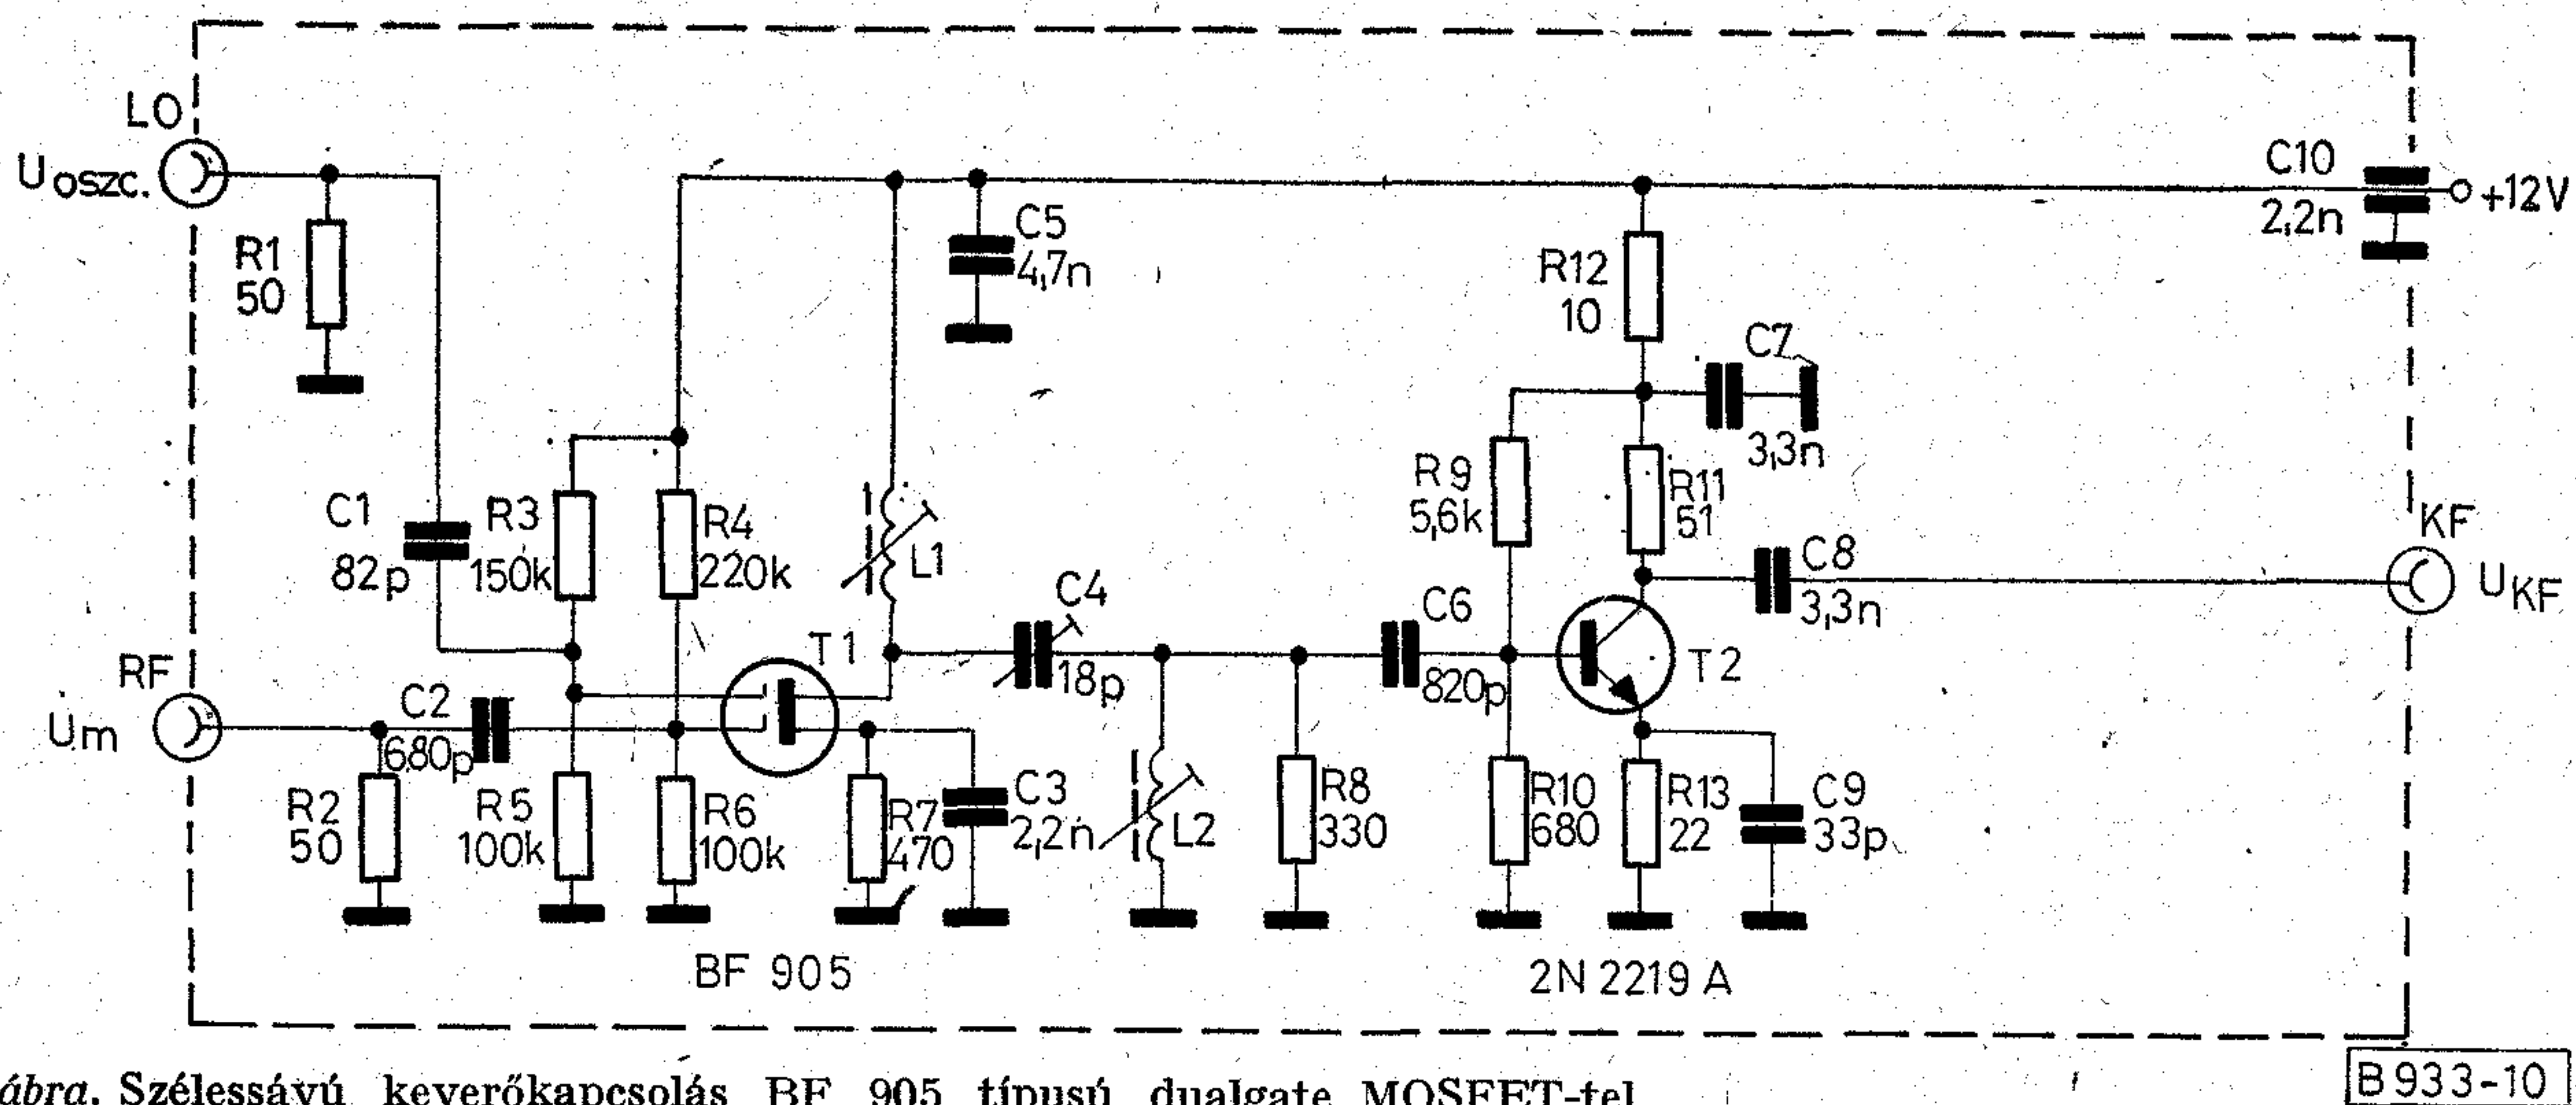 LO
U oszc.
R1
50
C1
82p
R3
150k
R4
220k
L1
C5
4,7n
R12
10
C7
3,3n
C10
2,2n
+12V
R9
5,6k
R11
51
C8
3,3n
KF
UKF
RF
Um
C2
680p
T1
C4
18p
C6
820p
T2
R2
50
R5
100k
R6
100k
R7
470
C3
2,2n
L2
R8
330
R10
680
R13
22
C9
33p
BF 905
2N 2219 A
ábra. Szélessávú keverőkapcsolás BF 905 típusú dualgate MOSFET-tel
B 933-10